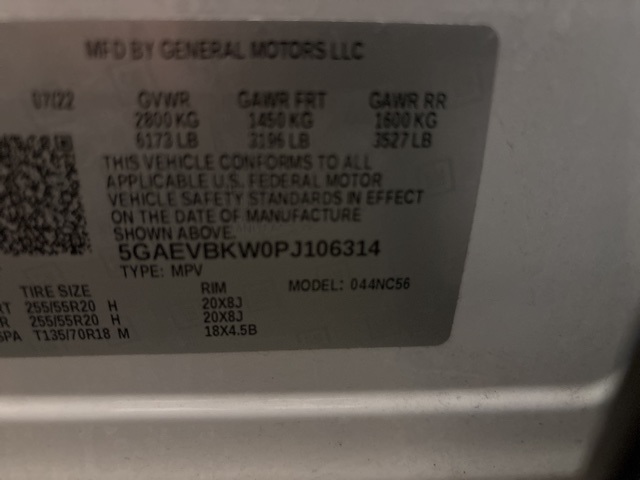 MFD BY GENERAL MOTORS LLC
07/22 GVWR GAWR FRT GAWR RR
2800 KG 1450 KG 1600 KG
6173 LB 3196 LB 3527 LB
THIS VEHICLE CONFORMS TO ALL
APPLICABLE U.S. FEDERAL MOTOR
VEHICLE SAFETY STANDARDS IN EFFECT
ON THE DATE OF MANUFACTURE
SHOWN ABOVE.
5GAEVBKW0PJ106314
TYPE: MPV MODEL: 044NC56
TIRE SIZE RIM
RT 255/55R20 H 20X8J
R 255/55R20 H 20X8J
SPA T135/70R18 M 18X4.5B